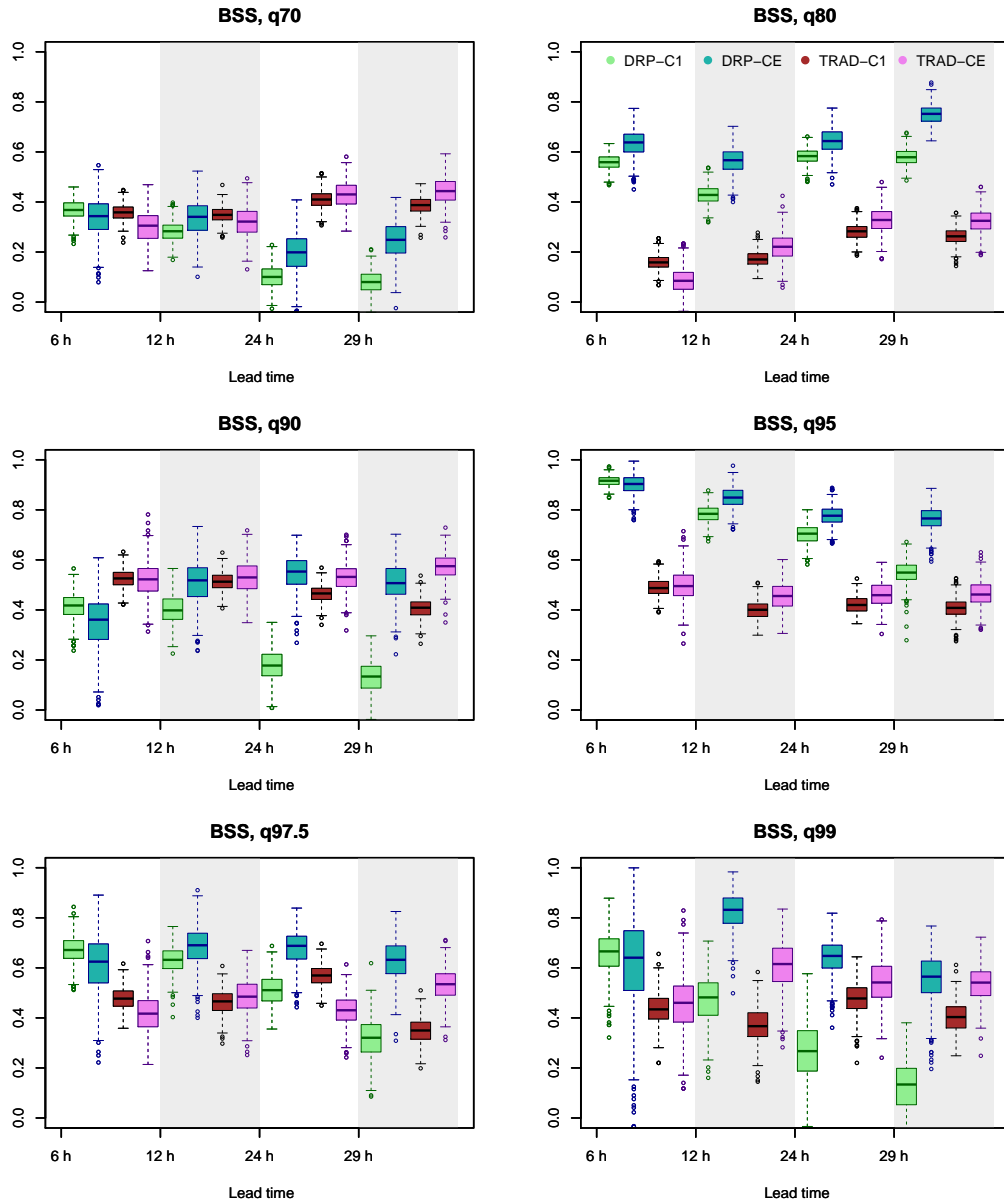 BSS, q70
1.0
0.8
0.6
0.4
0.2
0.0
6 h 12 h 24 h 29 h
Lead time
BSS, q80
DRP−C1 DRP−CE TRAD−C1 TRAD−CE
1.0
0.8
0.6
0.4
0.2
0.0
6 h 12 h 24 h 29 h
Lead time
BSS, q90
1.0
0.8
0.6
0.4
0.2
0.0
6 h 12 h 24 h 29 h
Lead time
BSS, q95
1.0
0.8
0.6
0.4
0.2
0.0
6 h 12 h 24 h 29 h
Lead time
BSS, q97.5
1.0
0.8
0.6
0.4
0.2
0.0
6 h 12 h 24 h 29 h
Lead time
BSS, q99
1.0
0.8
0.6
0.4
0.2
0.0
6 h 12 h 24 h 29 h
Lead time